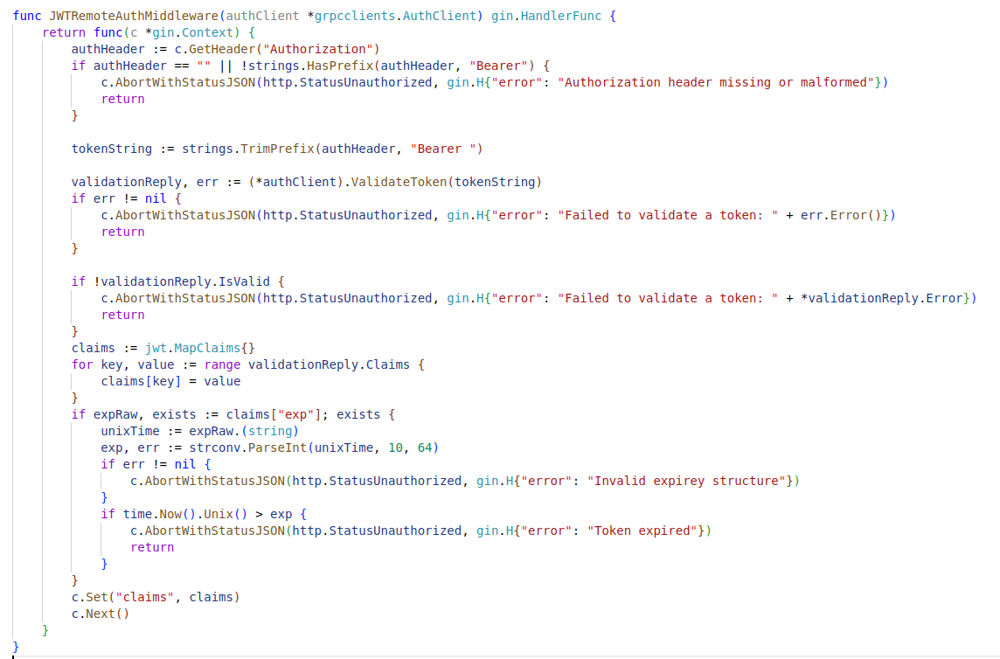 func JWTRemoteAuthMiddleware(authClient *grpcclients.AuthClient) gin.HandlerFunc {
    return func(c *gin.Context) {
        authHeader := c.GetHeader("Authorization")
        if authHeader == "" || !strings.HasPrefix(authHeader, "Bearer") {
            c.AbortWithStatusJSON(http.StatusUnauthorized, gin.H{"error": "Authorization header missing or malformed"})
            return
        }

        tokenString := strings.TrimPrefix(authHeader, "Bearer ")

        validationReply, err := (*authClient).ValidateToken(tokenString)
        if err != nil {
            c.AbortWithStatusJSON(http.StatusUnauthorized, gin.H{"error": "Failed to validate a token: " + err.Error()})
            return
        }

        if !validationReply.IsValid {
            c.AbortWithStatusJSON(http.StatusUnauthorized, gin.H{"error": "Failed to validate a token: " + *validationReply.Error})
            return
        }
        claims := jwt.MapClaims{}
        for key, value := range validationReply.Claims {
            claims[key] = value
        }
        if expRaw, exists := claims["exp"]; exists {
            unixTime := expRaw.(string)
            exp, err := strconv.ParseInt(unixTime, 10, 64)
            if err != nil {
                c.AbortWithStatusJSON(http.StatusUnauthorized, gin.H{"error": "Invalid expirey structure"})
            }
            if time.Now().Unix() > exp {
                c.AbortWithStatusJSON(http.StatusUnauthorized, gin.H{"error": "Token expired"})
                return
            }
        }
        c.Set("claims", claims)
        c.Next()
    }
}